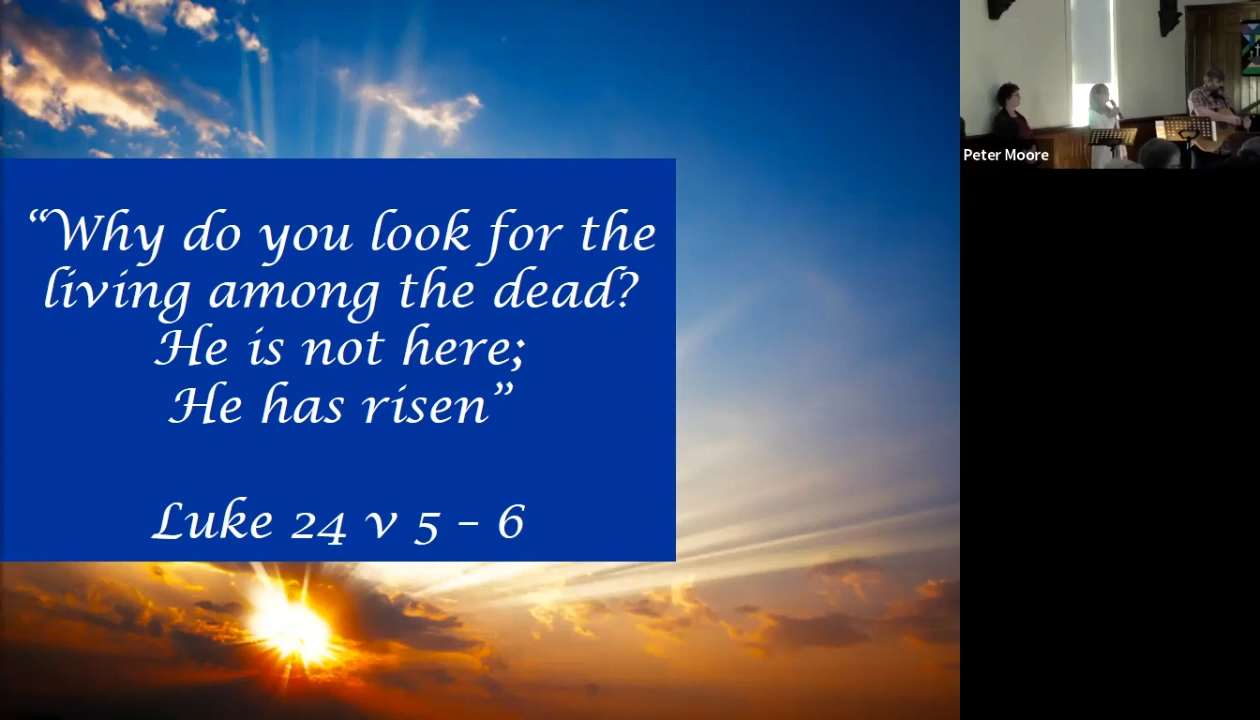 “Why do you look for the
living among the dead?
He is not here;
He has risen”
Luke 24 v 5 – 6
Peter Moore